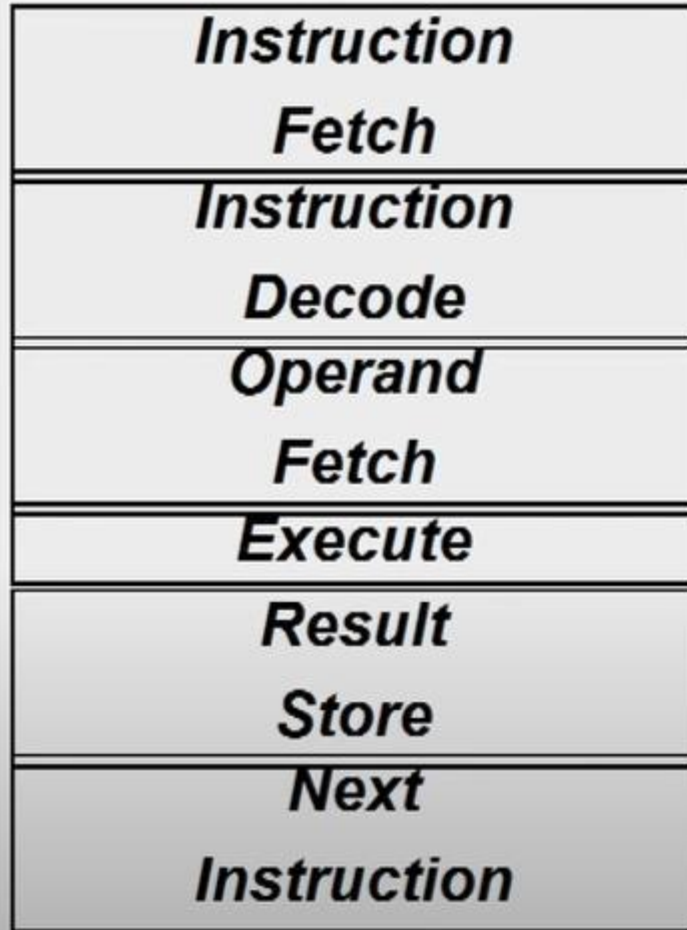 Instruction
Fetch
Instruction
Decode
Operand
Fetch
Execute
Result
Store
Next
Instruction